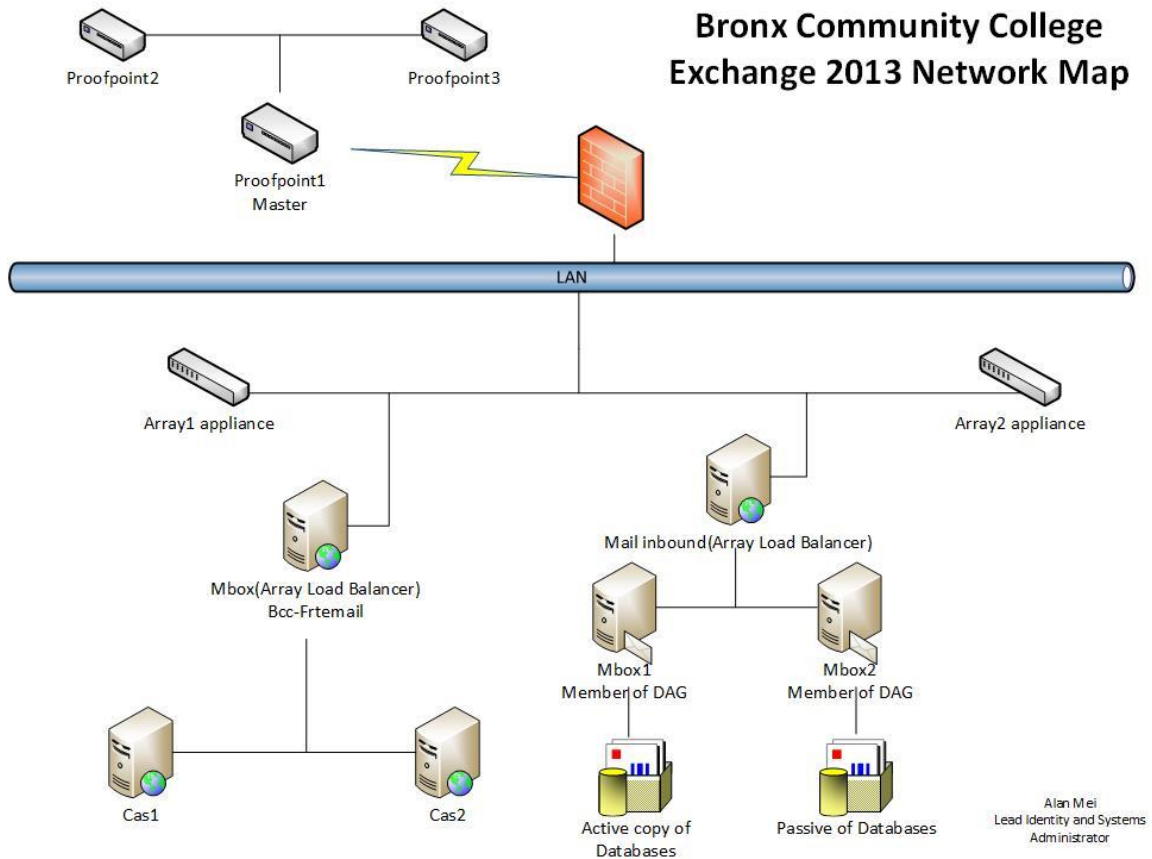 Bronx Community College
Exchange 2013 Network Map
Proofpoint2
Proofpoint3
Proofpoint1
Master
LAN
Array1 appliance
Array2 appliance
Mail inbound(Array Load Balancer)
Mbox(Array Load Balancer)
Bcc-Frtemail
Mbox1
Member of DAG
Mbox2
Member of DAG
Cas1
Cas2
Active copy of
Databases
Passive of Databases
Alan Mei
Lead Identity and Systems
Administrator